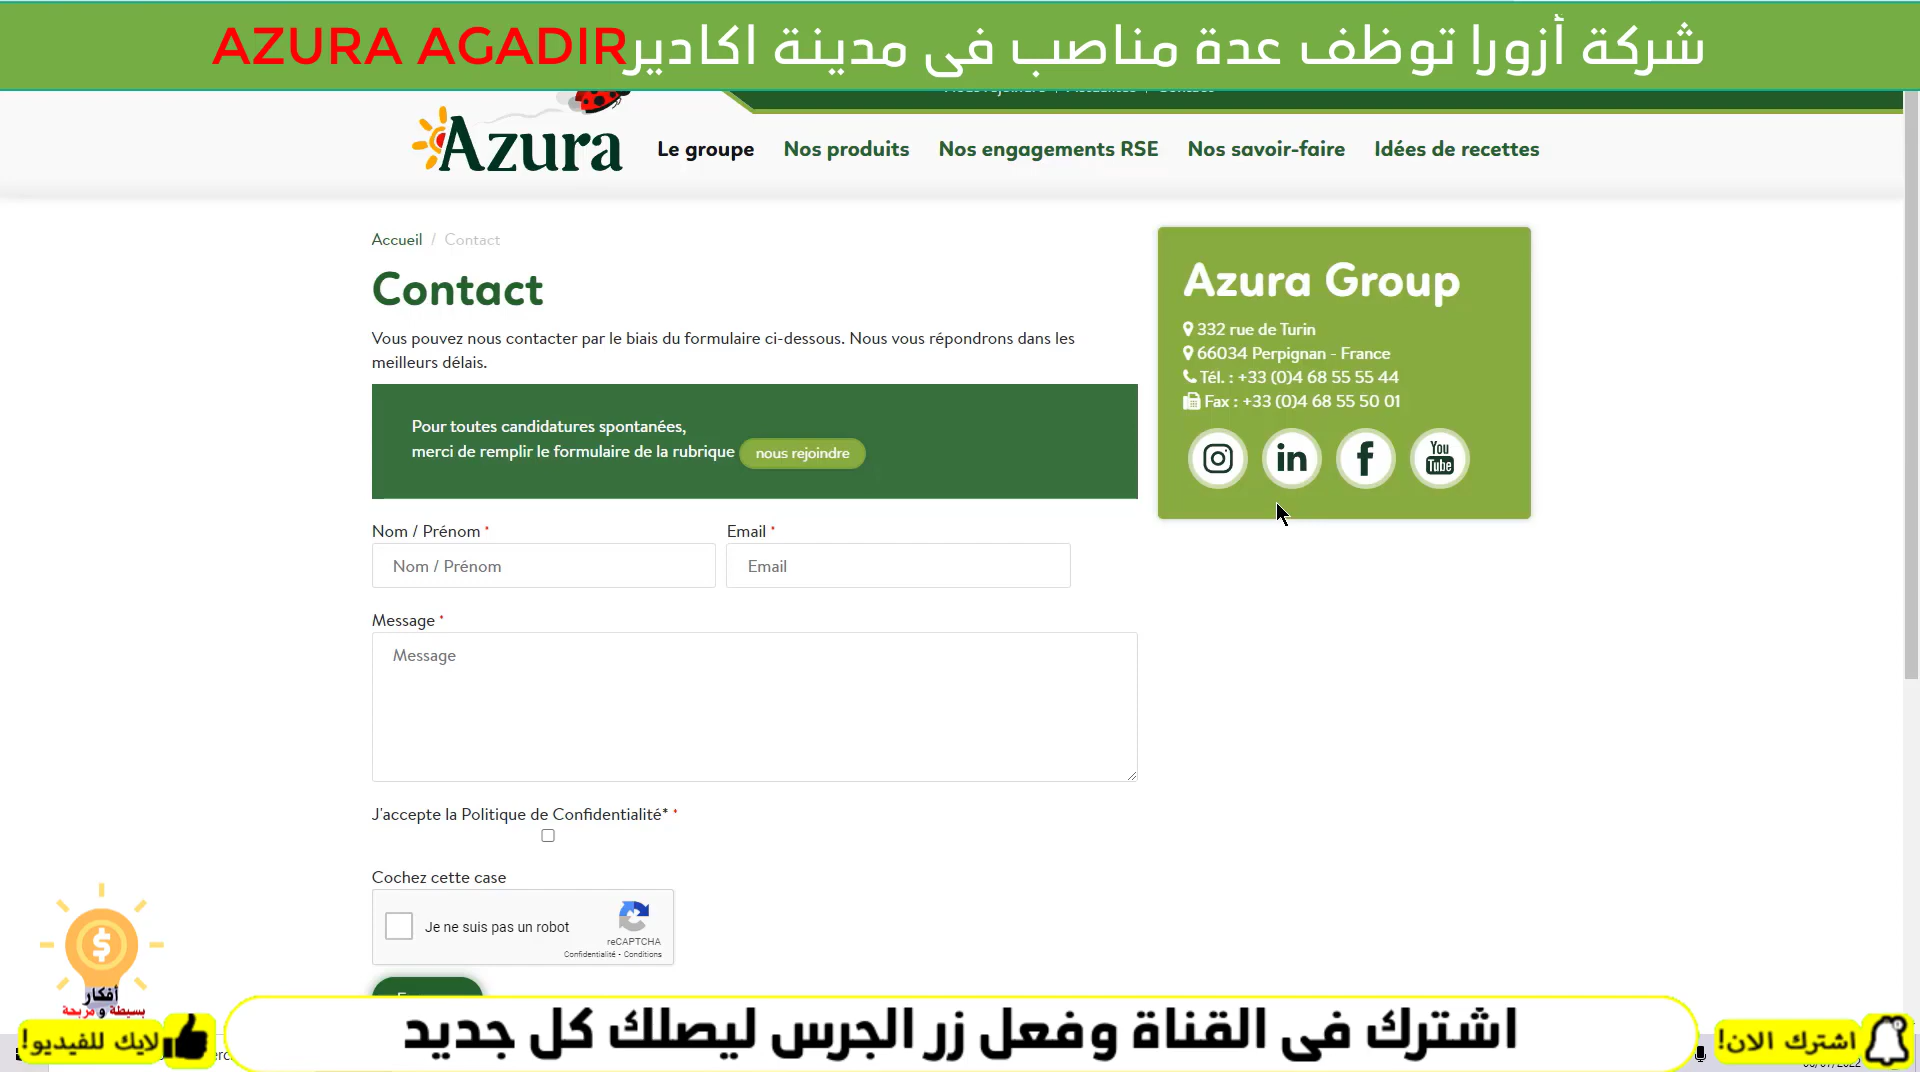 شركة أزورا توظف عدة مناصب فى مدينة اكادير AZURA AGADIR
Azura
Le groupe
Nos produits
Nos engagements RSE
Nos savoir-faire
Idées de recettes
Accueil / Contact
Contact
Vous pouvez nous contacter par le biais du formulaire ci-dessous. Nous vous répondrons dans les
meilleurs délais.
Pour toutes candidatures spontanées,
merci de remplir le formulaire de la rubrique nous rejoindre
Nom / Prénom *
Email *
Nom / Prénom
Email
Message *
Message
J'accepte la Politique de Confidentialité* *
Cochez cette case
Je ne suis pas un robot
reCAPTCHA
Confidentialité - Conditions
Azura Group
332 rue de Turin
66034 Perpignan - France
Tél. : +33 (0)4 68 55 55 44
Fax : +33 (0)4 68 55 50 01
in
f
You
Tube
$
أفكار
بسيطة و مربحة
لايك للفيديو!
اشترك فى القناة وفعل زر الجرس ليصلك كل جديد
اشترك الان!